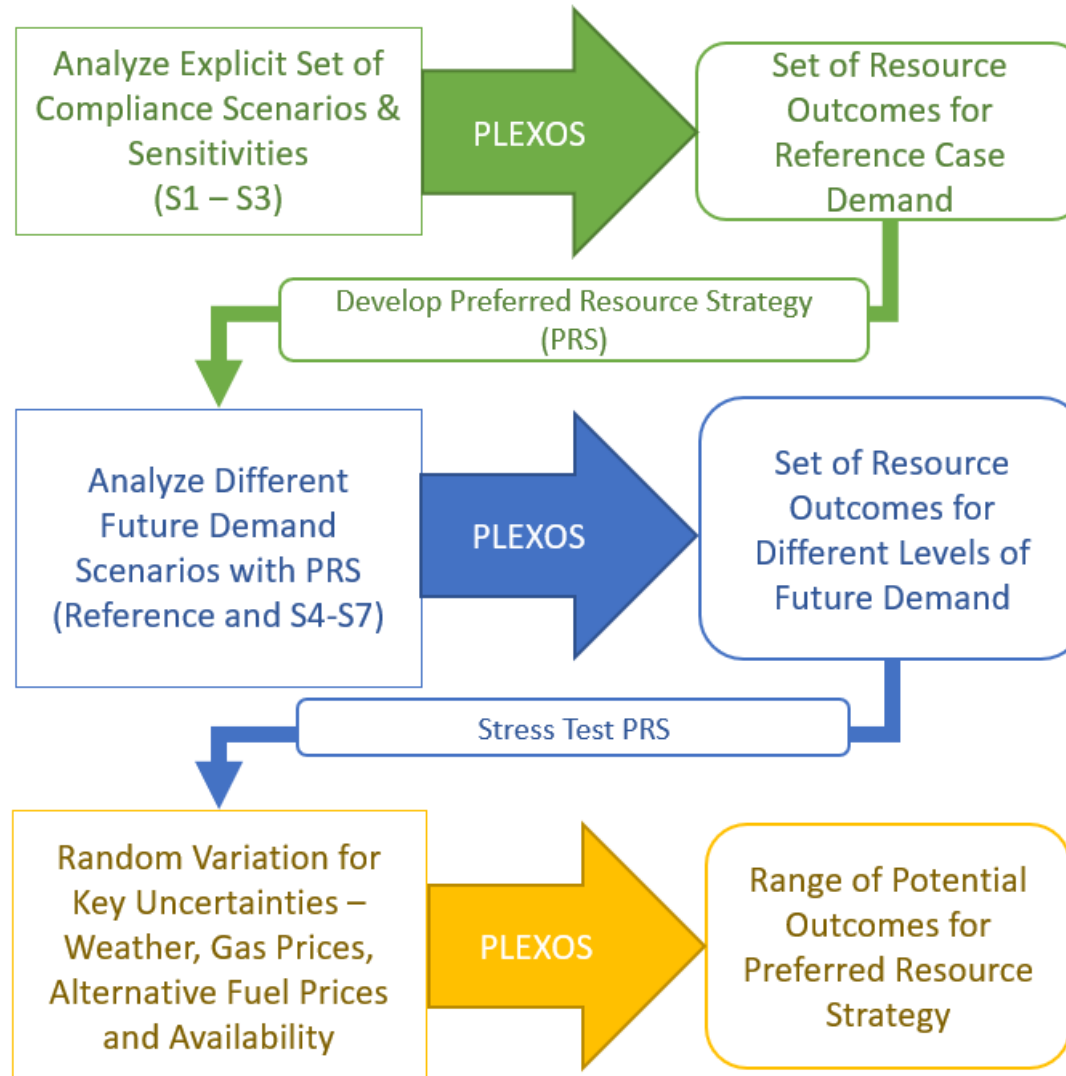 Analyze Explicit Set of
Compliance Scenarios &
Sensitivities
(S1 – S3)
PLEXOS
Set of Resource
Outcomes for
Reference Case
Demand
Develop Preferred Resource Strategy
(PRS)
Analyze Different
Future Demand
Scenarios with PRS
(Reference and S4-S7)
PLEXOS
Set of Resource
Outcomes for
Different Levels of
Future Demand
Stress Test PRS
Random Variation for
Key Uncertainties –
Weather, Gas Prices,
Alternative Fuel Prices
and Availability
PLEXOS
Range of Potential
Outcomes for
Preferred Resource
Strategy